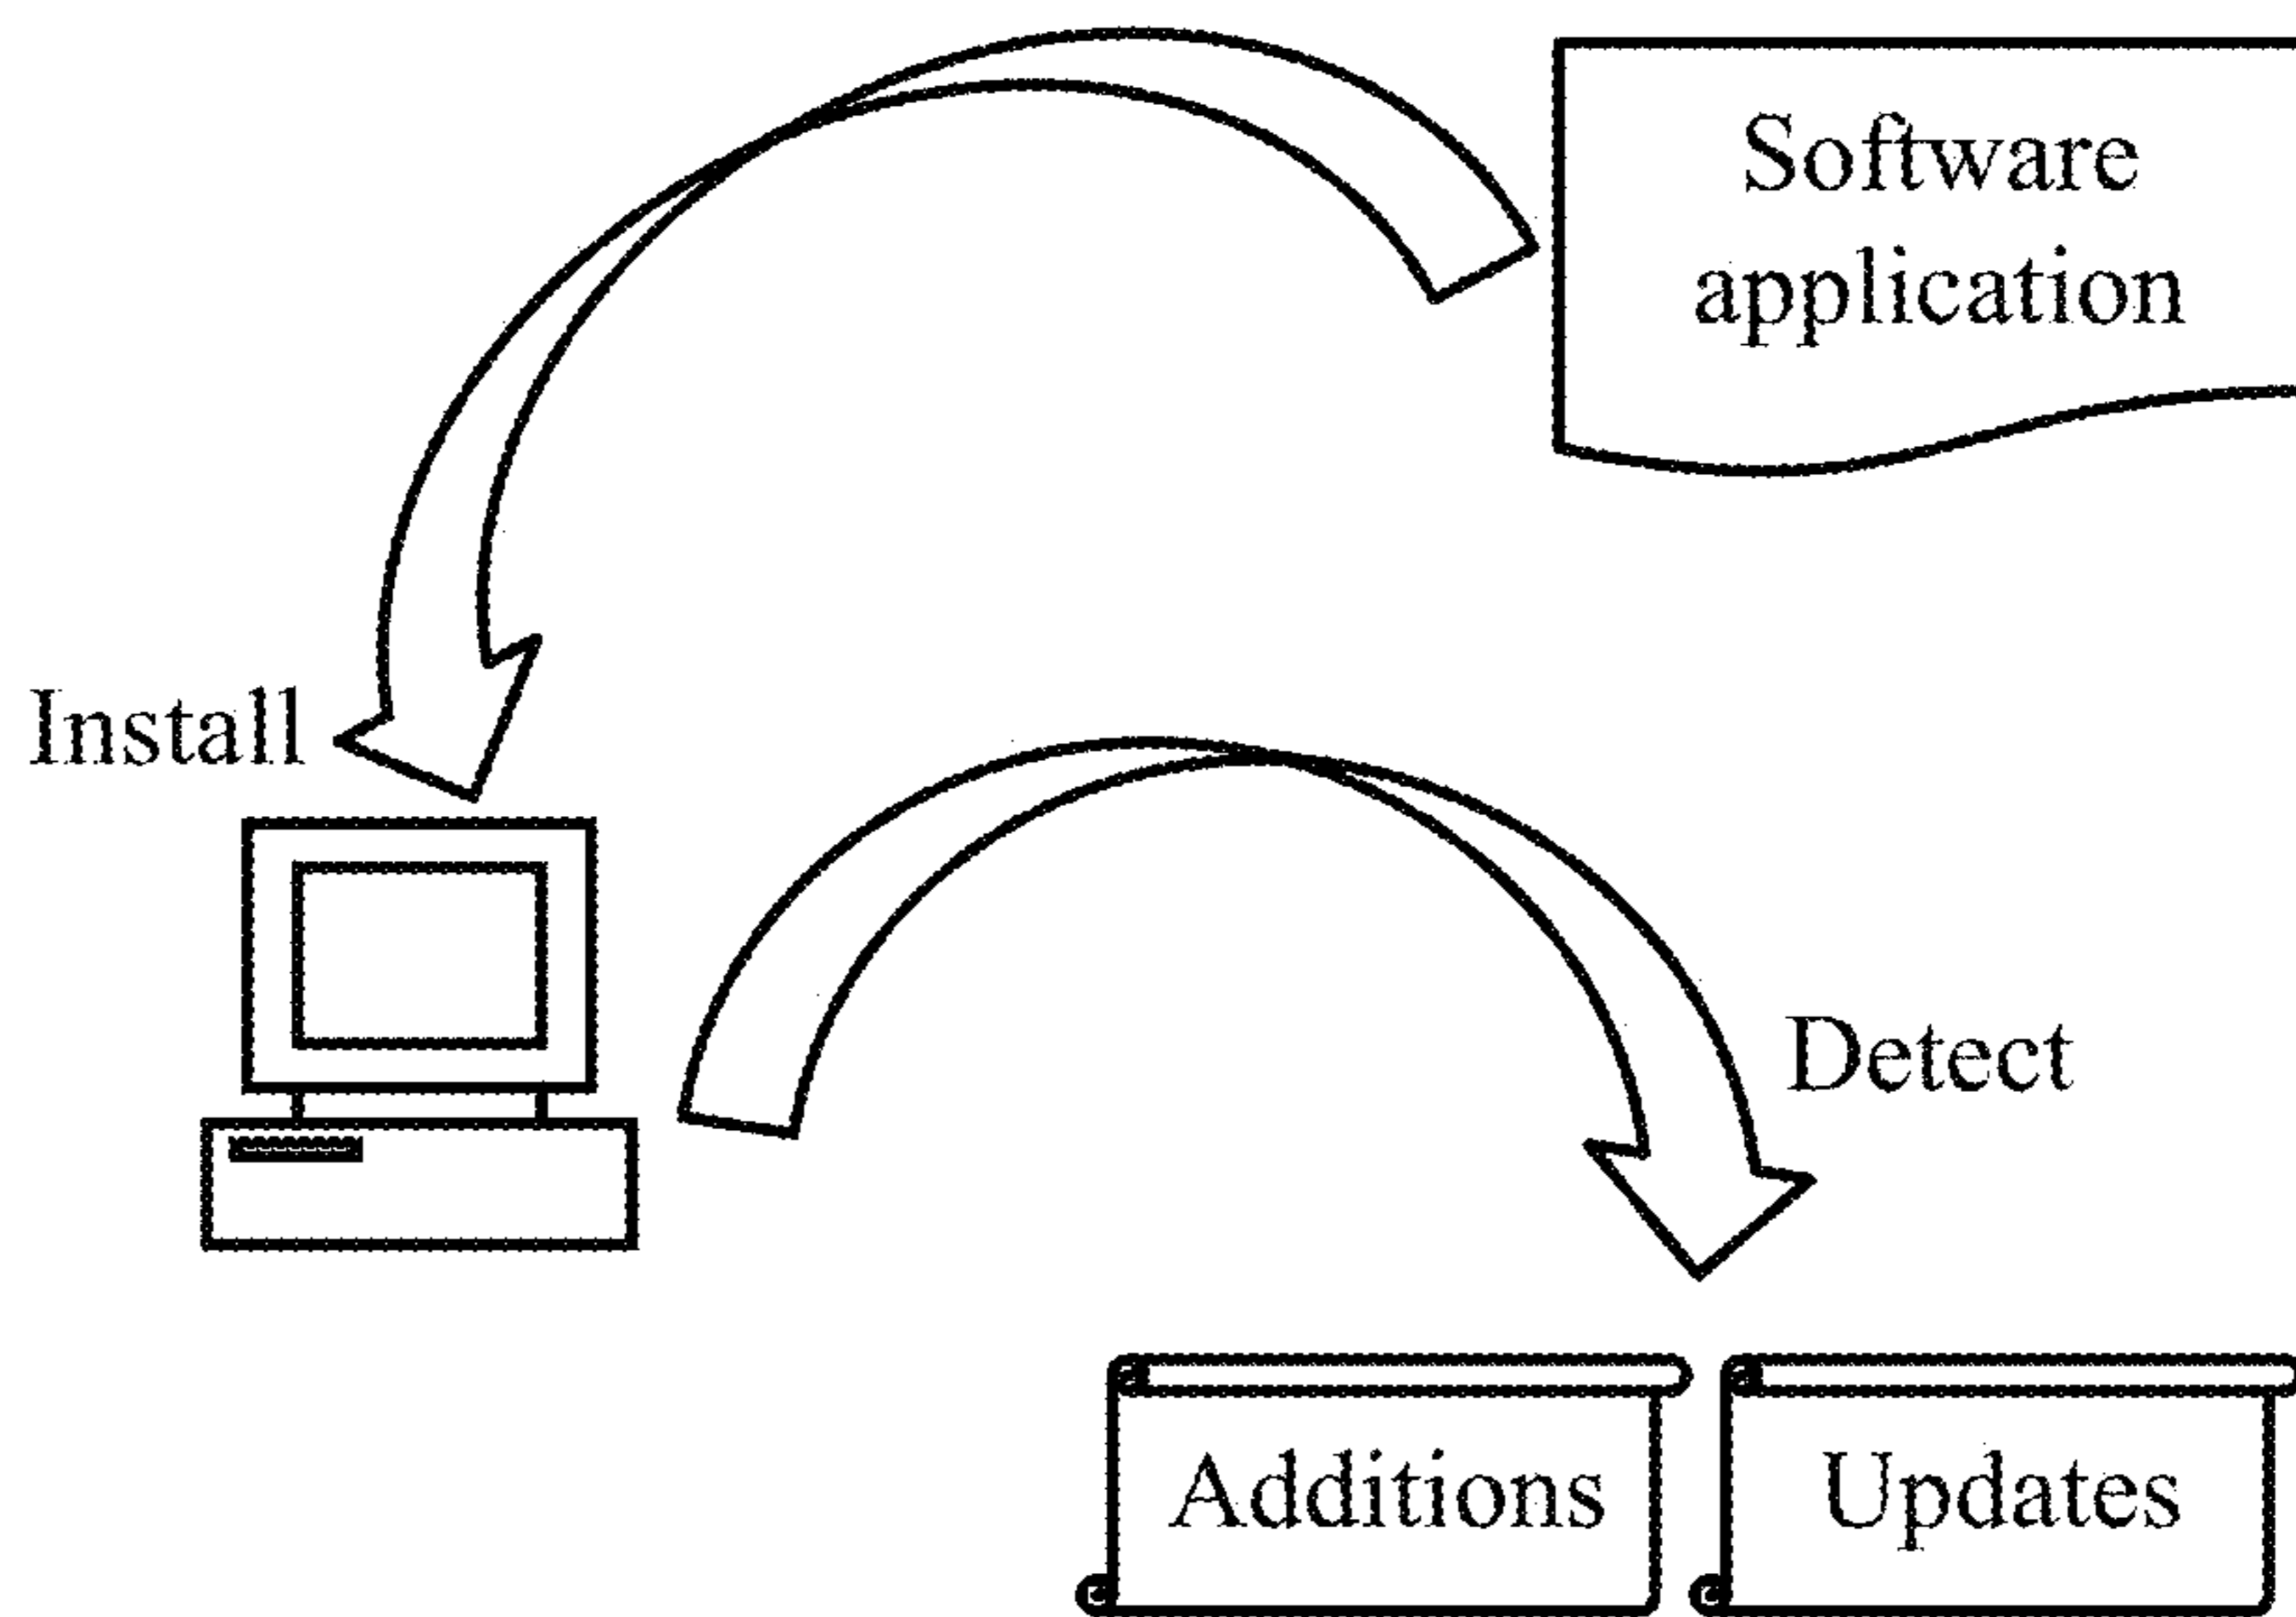 Software
application
Install
Detect
Additions
Updates